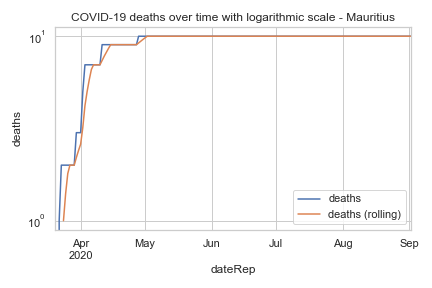 COVID-19 deaths over time with logarithmic scale - Mauritius
10¹
deaths
10⁰
deaths
deaths (rolling)
Apr May Jun Jul Aug Sep
2020
dateRep